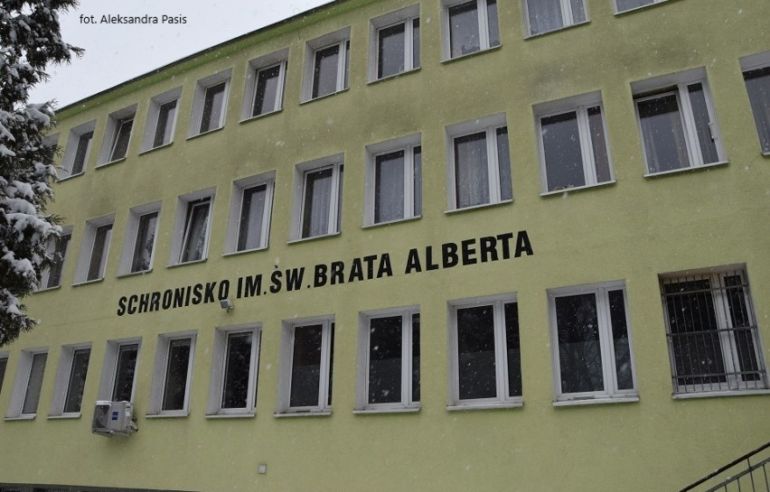 fot. Aleksandra Pasis
SCHRONISKO IM.ŚW.BRATA ALBERTA